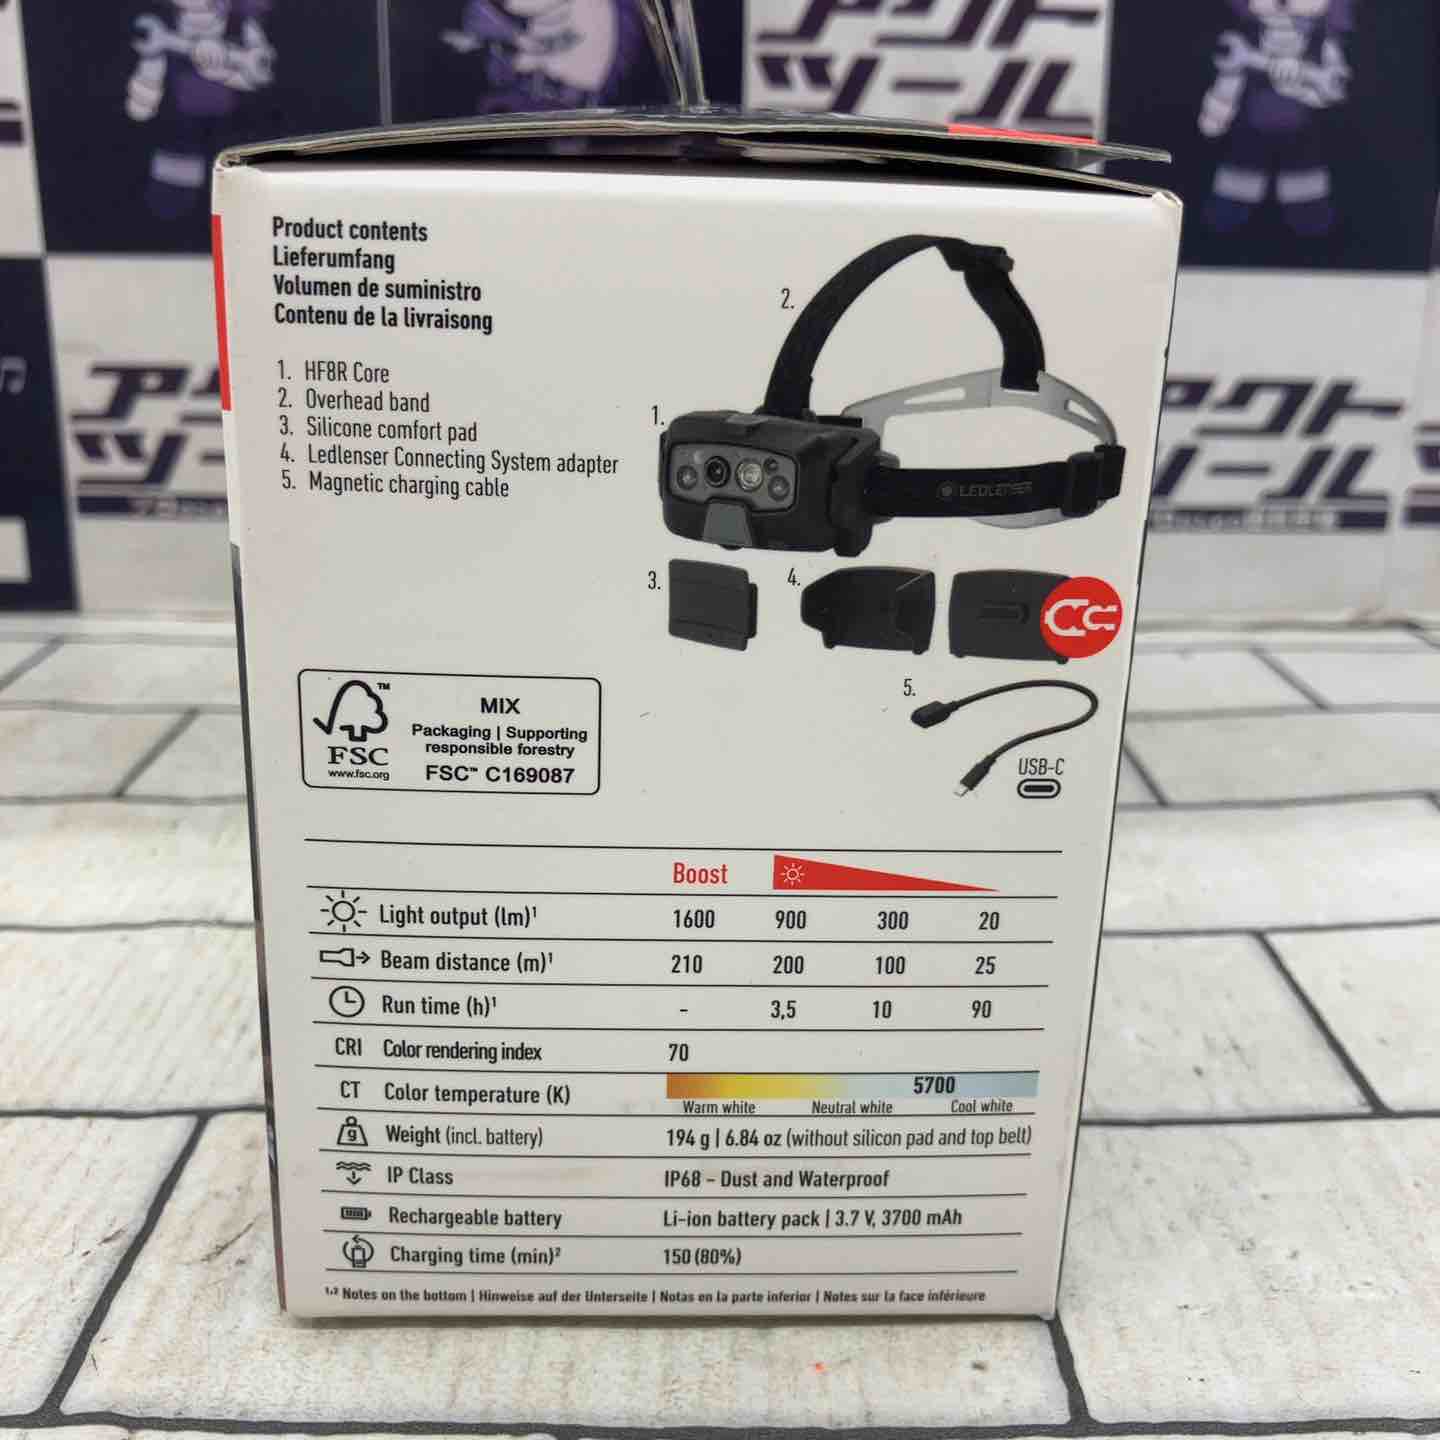 アクト
ツール
Product contents
Lieferumfang
Volumen de suministro
Contenu de la livraisong
1. HF8R Core
2. Overhead band
3. Silicone comfort pad
4. Ledlenser Connecting System adapter
5. Magnetic charging cable
2.
1.
LEDLENSER
3.
4.
5.
USB-C
FSC
www.fsc.org
MIX
Packaging | Supporting
responsible forestry
FSC™ C169087
Boost
Light output (lm)¹ 1600 900 300 20
Beam distance (m)¹ 210 200 100 25
Run time (h)¹ - 3,5 10 90
CRI Color rendering index 70
CT Color temperature (K) 5700
Warm white Neutral white Cool white
g Weight (incl. battery) 194 g | 6.84 oz (without silicon pad and top belt)
IP Class IP68 – Dust and Waterproof
Rechargeable battery Li-ion battery pack | 3.7 V, 3700 mAh
Charging time (min)² 150 (80%)
¹,² Notes on the bottom | Hinweise auf der Unterseite | Notas en la parte inferior | Notes sur la face inférieure